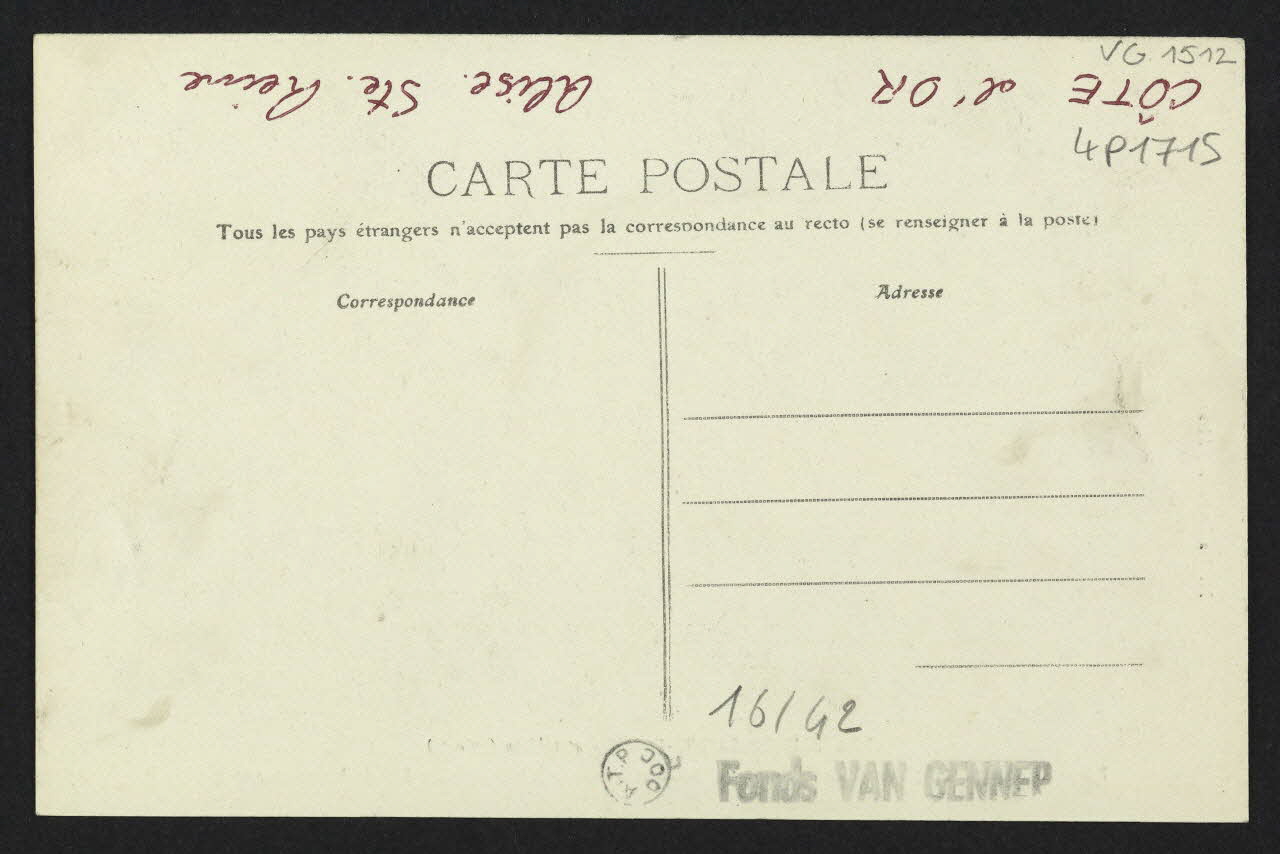 VG 1512
CÔTE d'OR Alise. Ste. Reine
4P1715
CARTE POSTALE
Tous les pays étrangers n'acceptent pas la correspondance au recto (se renseigner à la poste)
Correspondance
Adresse
16/42
A.T.P. DOC
Fonds VAN GENNEP